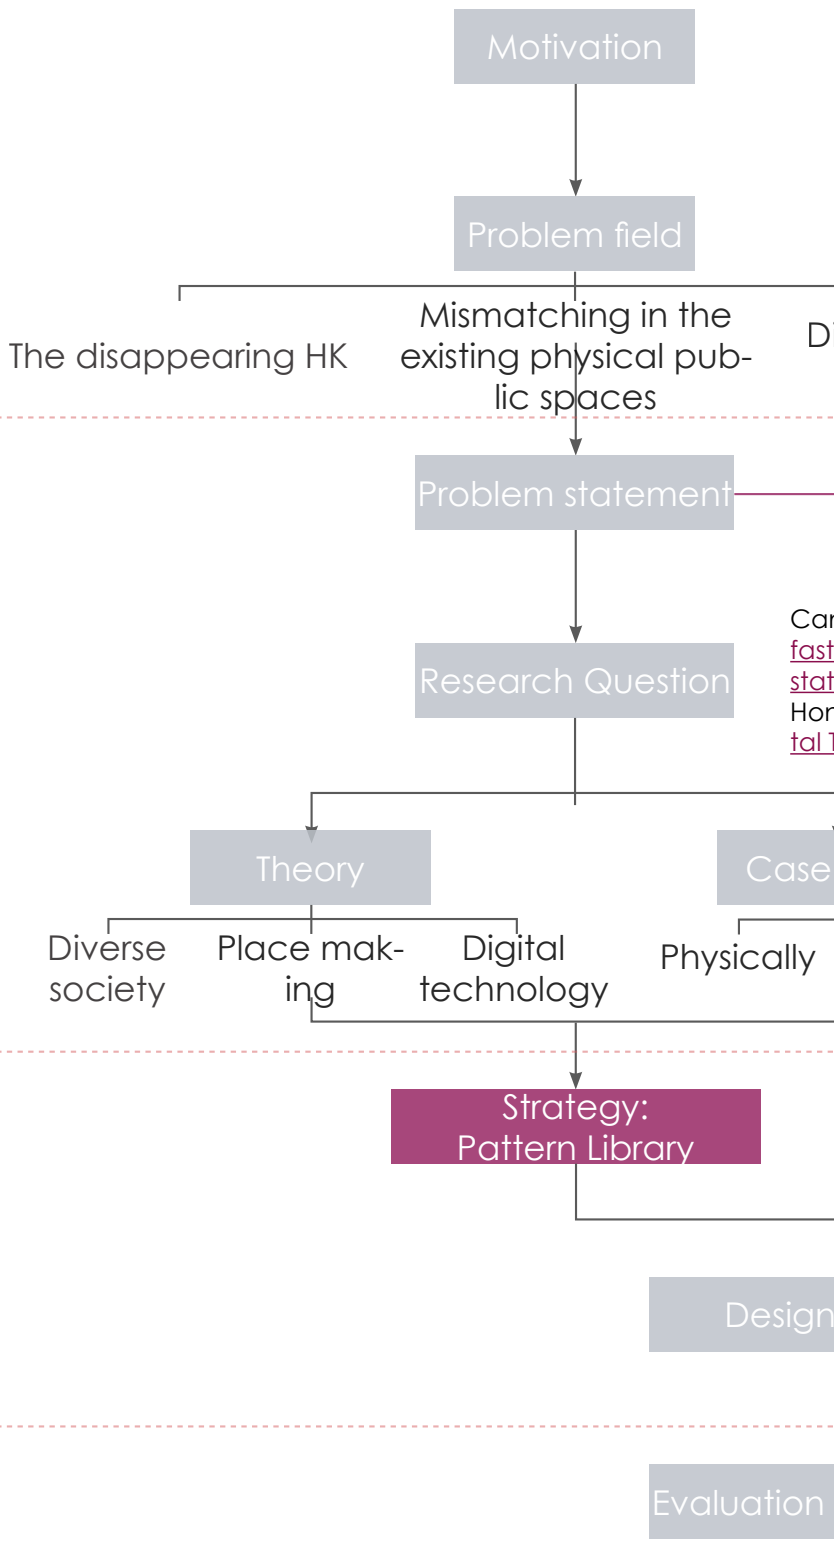 Motivation
Problem field
The disappearing HK
Mismatching in the
existing physical pub-
lic spaces
Problem statement
Research Question
Theory
Case
Diverse
society
Place mak-
ing
Digital
technology
Physically
Strategy:
Pattern Library
Design
Evaluation